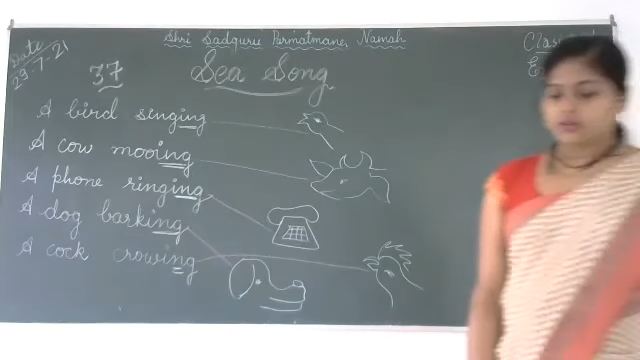 Shri Sadguru Parmatmane Namah
Date
29-7-21
37
Sea Song
A bird singing
A cow mooing
A phone ringing
A dog barking
A cock crowing